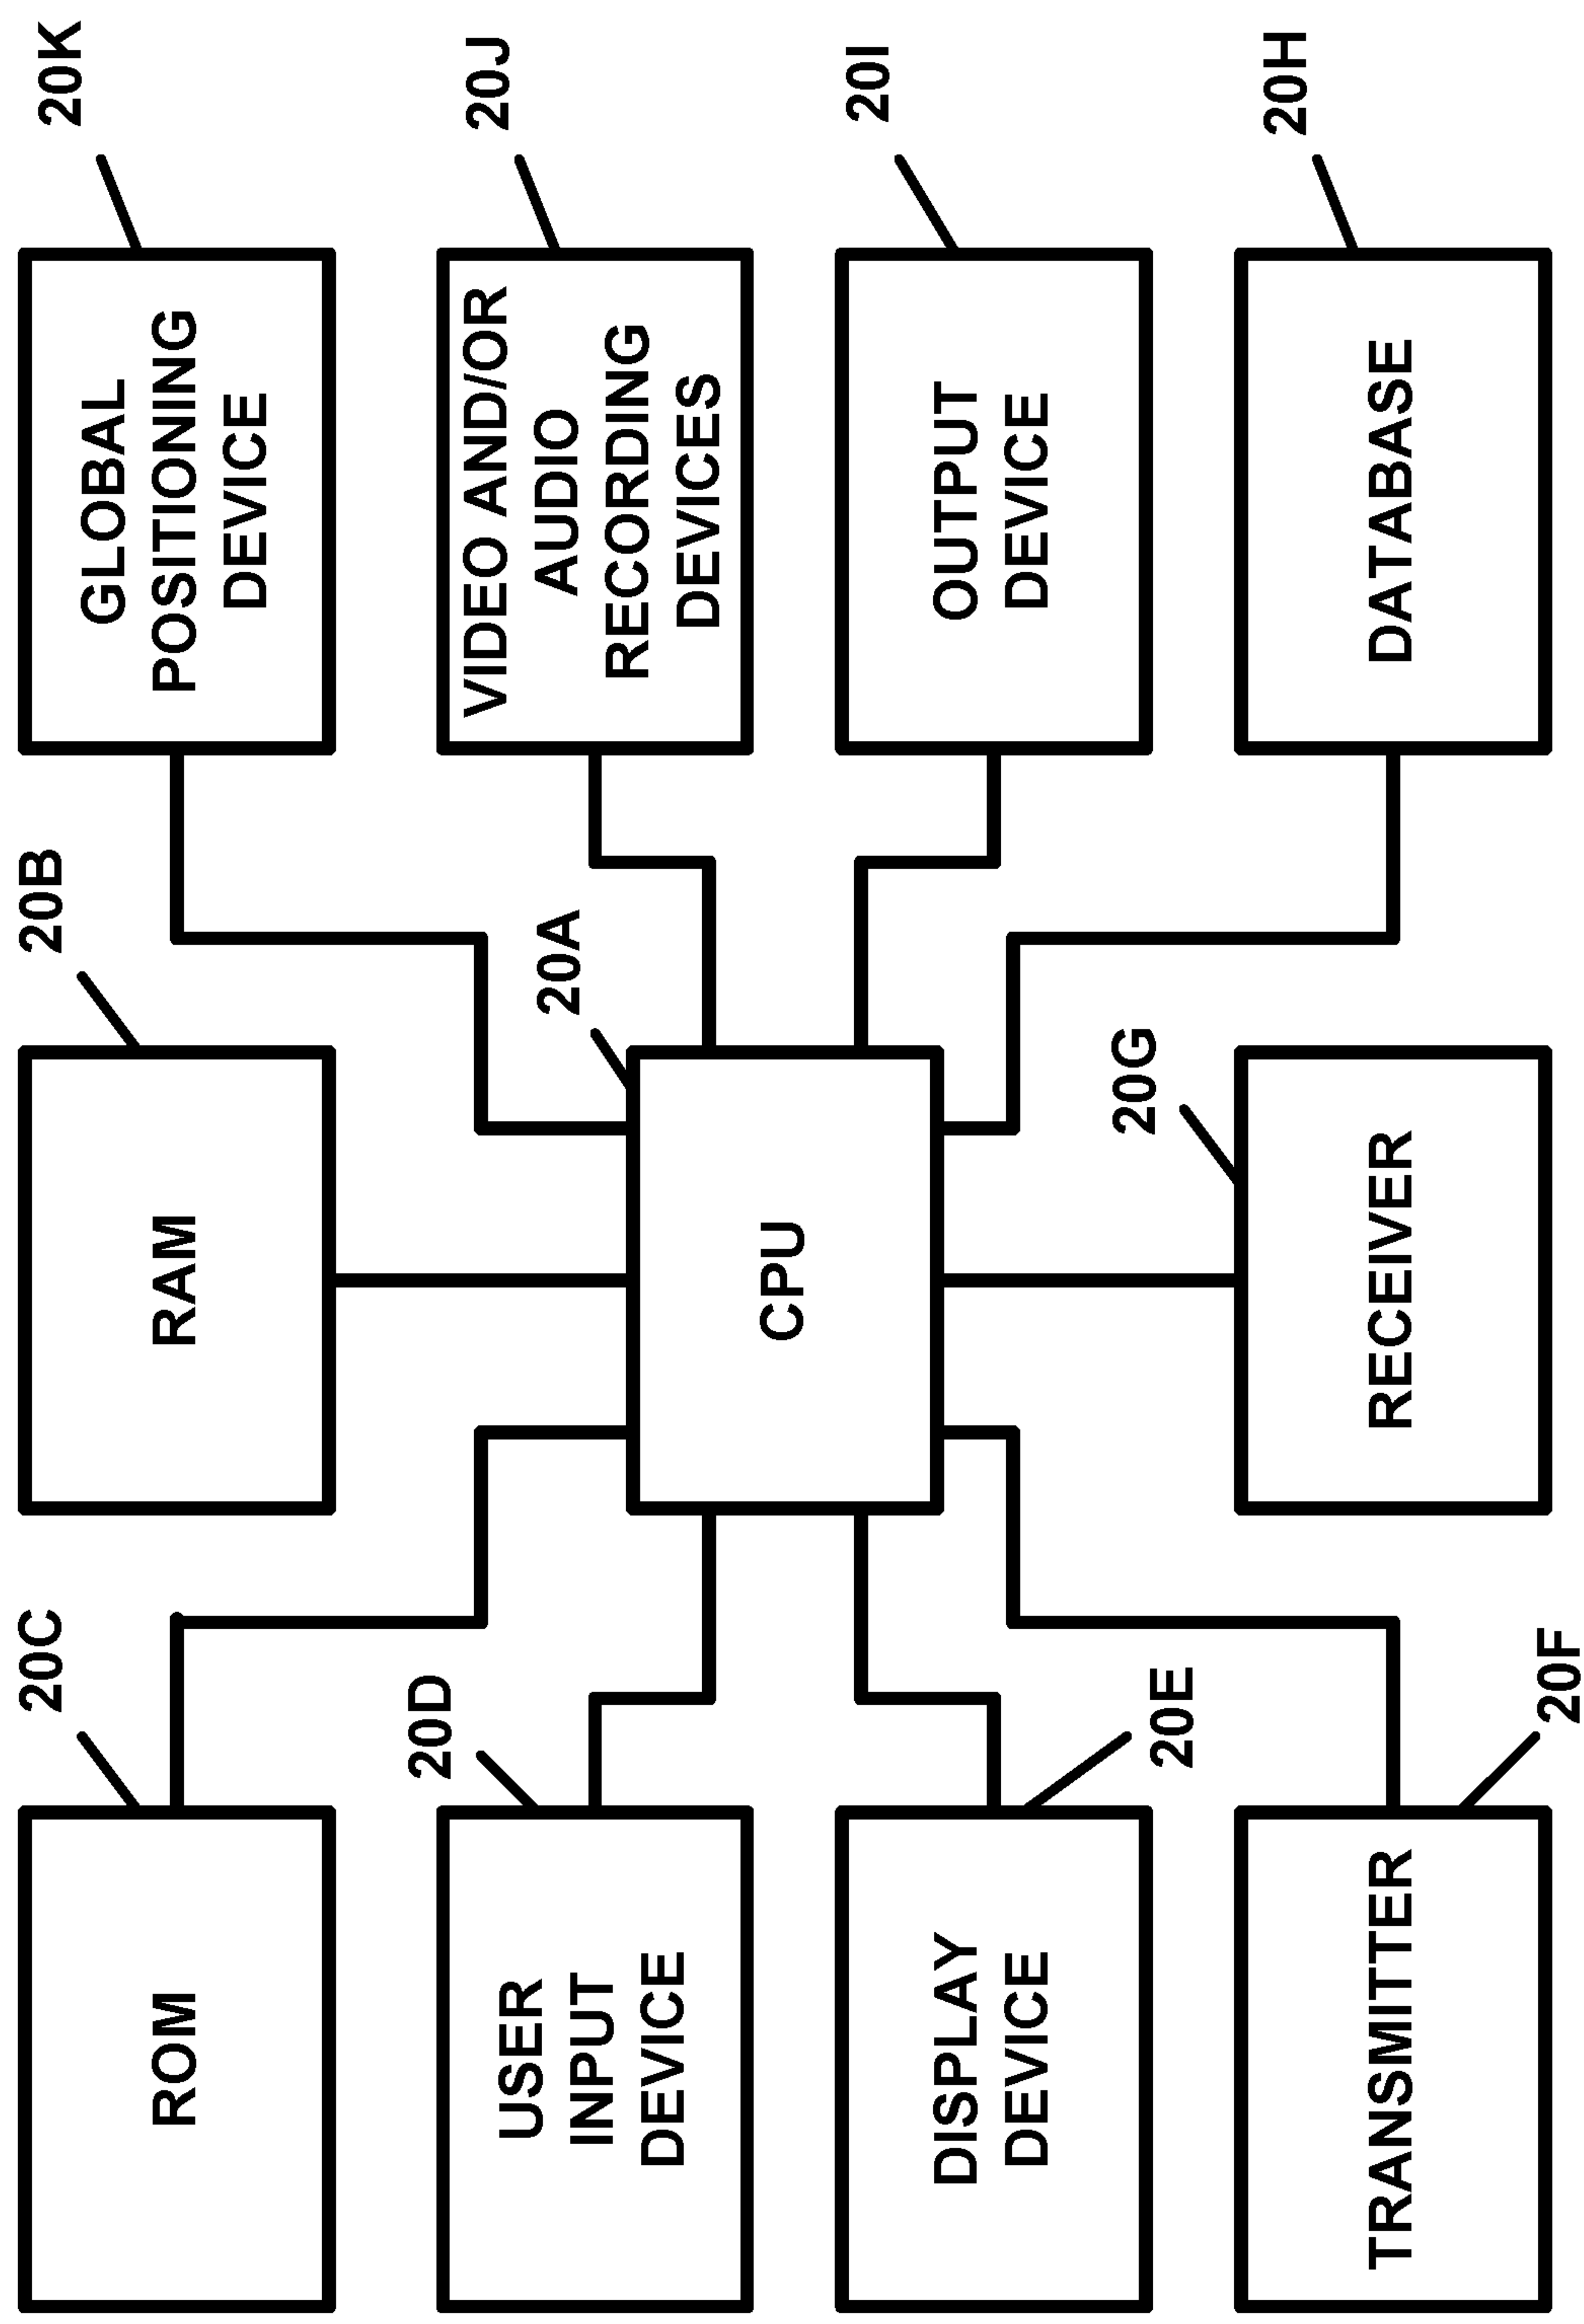 20C
ROM
20B
RAM
20K
GLOBAL
POSITIONING
DEVICE
20D
USER
INPUT
DEVICE
20A
CPU
20J
VIDEO AND/OR
AUDIO
RECORDING
DEVICES
20E
DISPLAY
DEVICE
20I
OUTPUT
DEVICE
20F
TRANSMITTER
20G
RECEIVER
20H
DATABASE